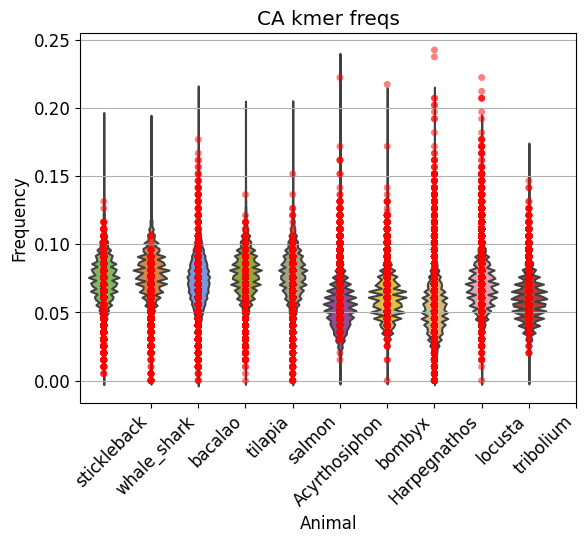 CA kmer freqs
0.25
0.20
0.15
0.10
0.05
0.00
Frequency
stickleback
whale_shark
bacalao
tilapia
salmon
Acyrthosiphon
bombyx
Harpegnathos
locusta
tribolium
Animal